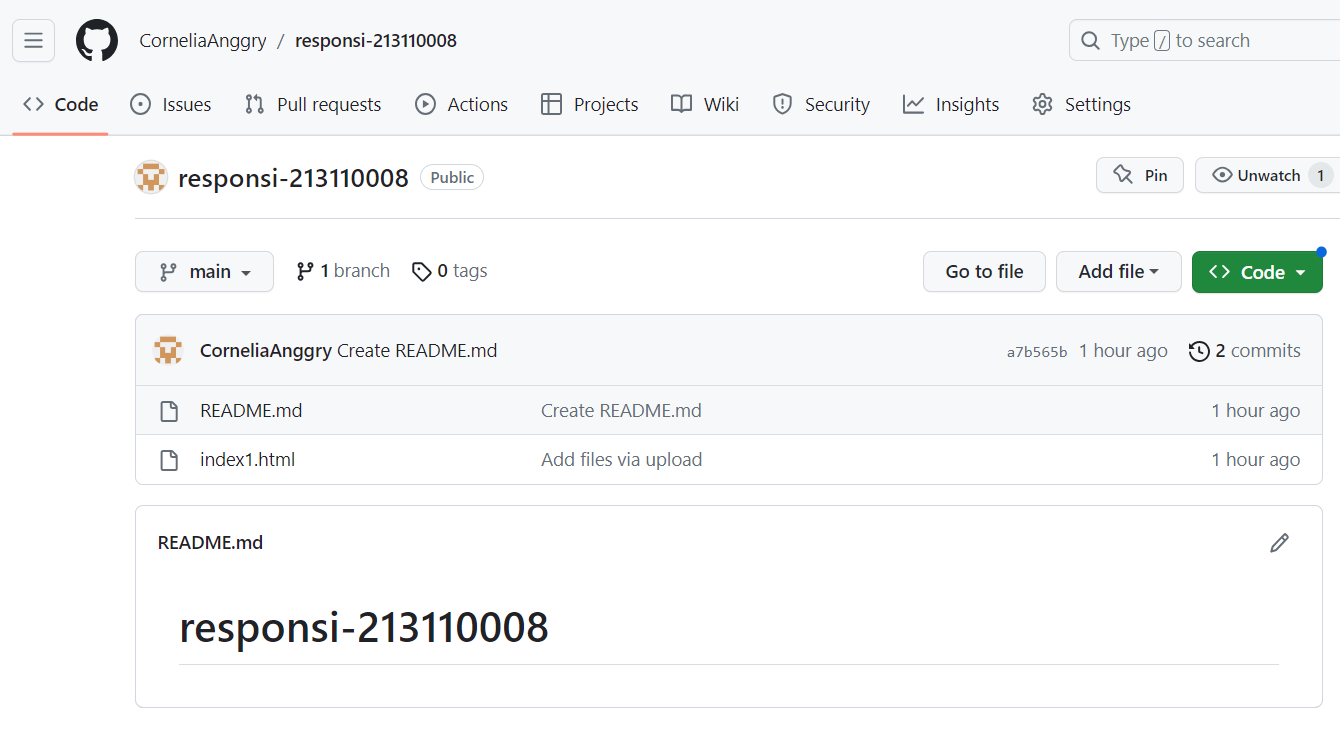 CorneliaAnggry / responsi-213110008
Type / to search
Code Issues Pull requests Actions Projects Wiki Security Insights Settings
responsi-213110008 Public Pin Unwatch 1
main 1 branch 0 tags Go to file Add file Code
CorneliaAnggry Create README.md a7b565b 1 hour ago 2 commits
README.md Create README.md 1 hour ago
index1.html Add files via upload 1 hour ago
README.md
responsi-213110008